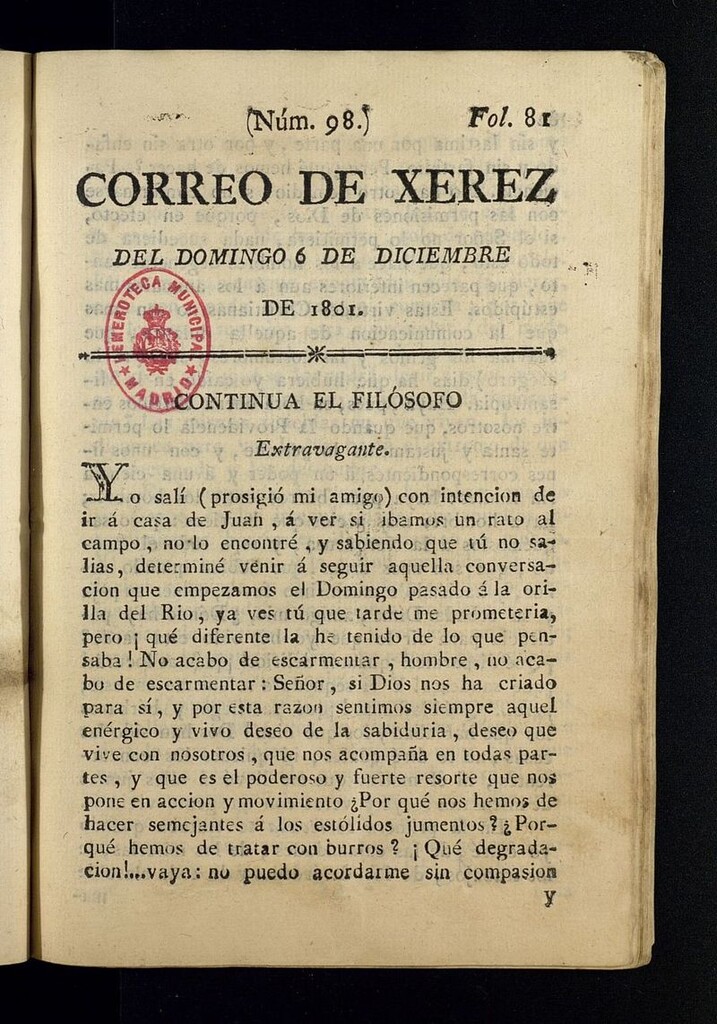 (Núm. 98.) Fol. 81
CORREO DE XEREZ
DEL DOMINGO 6 DE DICIEMBRE
DE 1801.
HEMEROTECA MUNICIPAL
★ MADRID ★
CONTINUA EL FILÓSOFO
Extravagante.
Yo salí (prosigió mi amigo) con intencion de
ir á casa de Juan, á ver si ibamos un rato al
campo, no lo encontré, y sabiendo que tú no sa-
lias, determiné venir á seguir aquella conversa-
cion que empezamos el Domingo pasado á la ori-
lla del Rio, ya ves tú que tarde me prometeria,
pero ¡ qué diferente la he tenido de lo que pen-
saba! No acabo de escarmentar, hombre, no aca-
bo de escarmentar: Señor, si Dios nos ha criado
para sí, y por esta razon sentimos siempre aquel
enérgico y vivo deseo de la sabiduria, deseo que
vive con nosotros, que nos acompaña en todas par-
tes, y que es el poderoso y fuerte resorte que nos
pone en accion y movimiento ¿Por qué nos hemos de
hacer semejantes á los estólidos jumentos? ¿Por-
qué hemos de tratar con burros? ¡ Qué degrada-
cion!...vaya: no puedo acordarme sin compasion
y